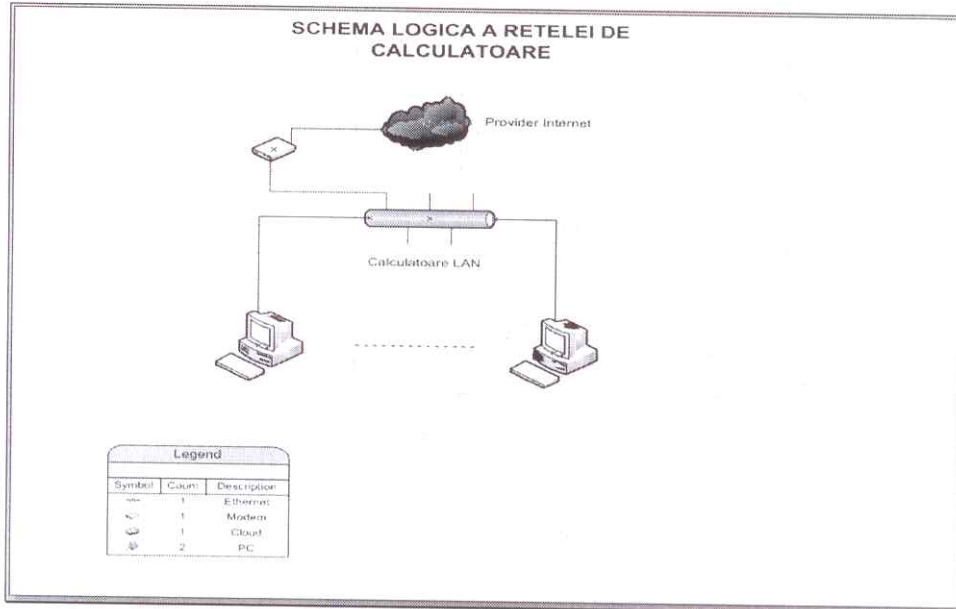 SCHEMA LOGICA A RETELEI DE
CALCULATOARE
Provider Internet
Calculatoare LAN
Legend
Symbol Count Description
1 Ethernet
1 Modem
1 Cloud
2 PC